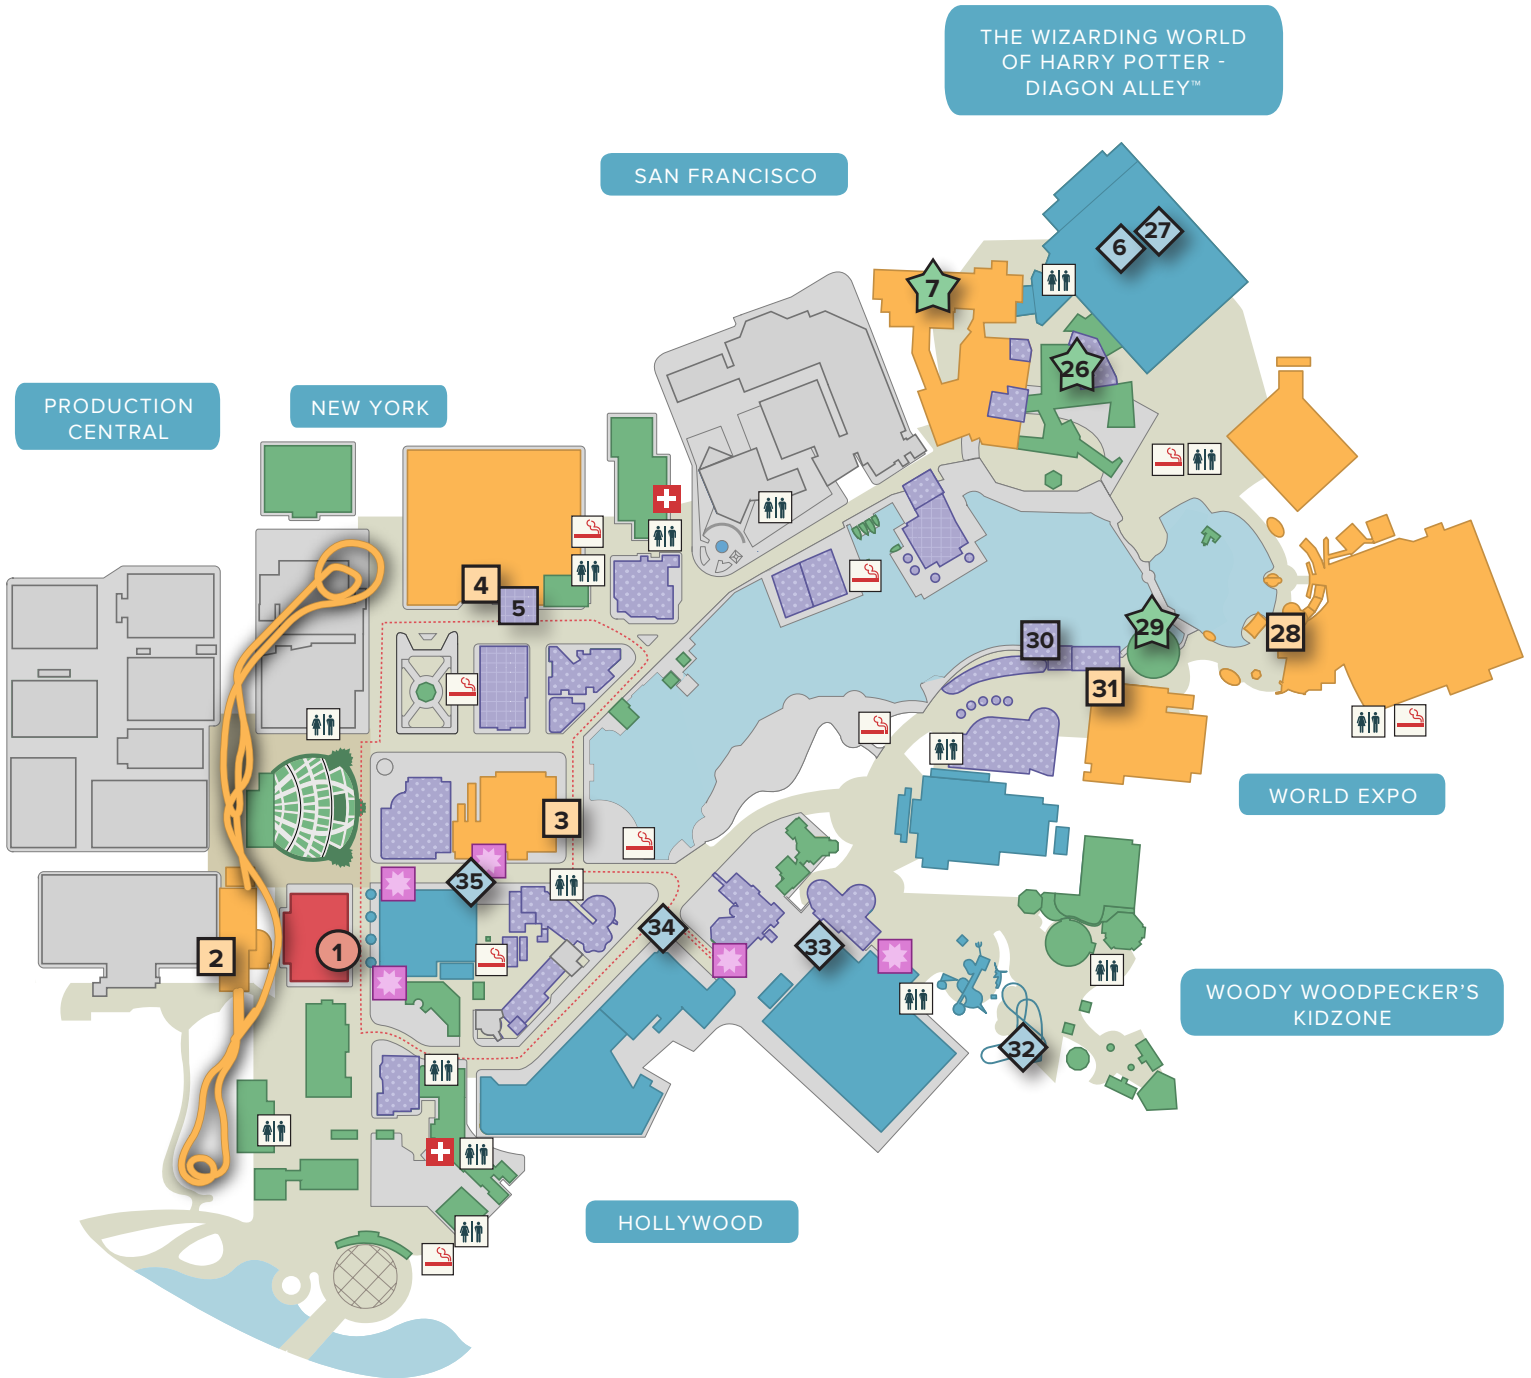 THE WIZARDING WORLD
OF HARRY POTTER -
DIAGON ALLEY™
SAN FRANCISCO
6
27
7
26
PRODUCTION
CENTRAL
NEW YORK
4
5
29
28
30
31
WORLD EXPO
3
35
34
33
1
2
WOODY WOODPECKER'S
KIDZONE
32
HOLLYWOOD